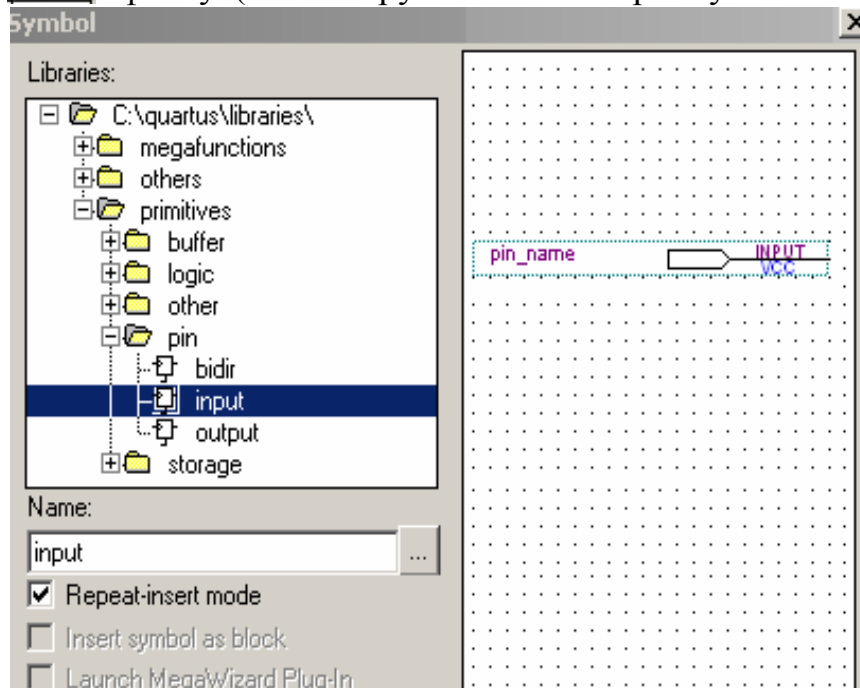 Symbol
Libraries:
C:\quartus\libraries\
megafunctions
others
primitives
buffer
logic
other
pin
bidir
input
output
storage
Name:
input
...
Repeat-insert mode
Insert symbol as block
Launch MegaWizard Plug-In
pin_name
INPUT
VCC